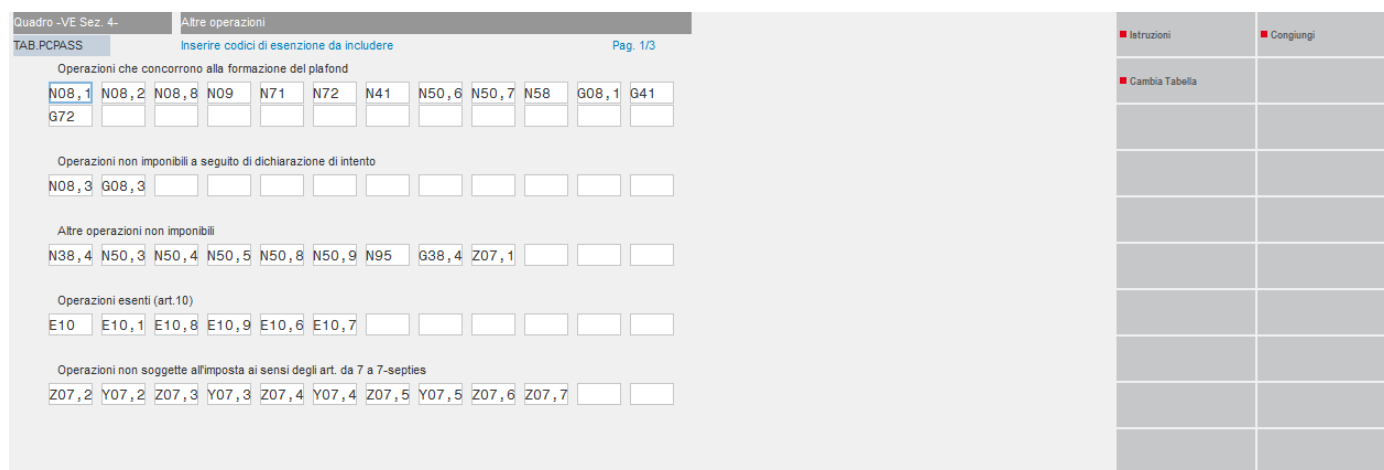 Quadro -VE Sez. 4- Altre operazioni
TAB.PCPASS Inserire codici di esenzione da includere Pag. 1/3
Istruzioni Congiungi
Operazioni che concorrono alla formazione del plafond
Cambia Tabella
N08,1 N08,2 N08,8 N09 N71 N72 N41 N50,6 N50,7 N58 G08,1 G41
G72
Operazioni non imponibili a seguito di dichiarazione di intento
N08,3 G08,3
Altre operazioni non imponibili
N38,4 N50,3 N50,4 N50,5 N50,8 N50,9 N95 G38,4 Z07,1
Operazioni esenti (art.10)
E10 E10,1 E10,8 E10,9 E10,6 E10,7
Operazioni non soggette all'imposta ai sensi degli art. da 7 a 7-septies
Z07,2 Y07,2 Z07,3 Y07,3 Z07,4 Y07,4 Z07,5 Y07,5 Z07,6 Z07,7